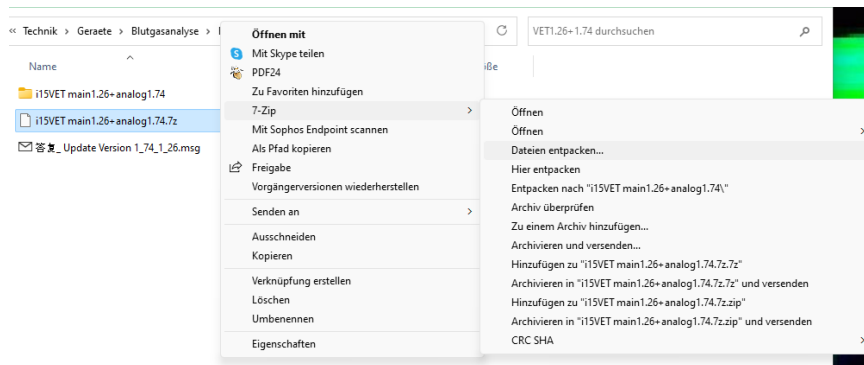 « Technik > Geraete > Blutgasanalyse >
VET1.26+1.74 durchsuchen
Name
i15VET main1.26+analog1.74
i15VET main1.26+analog1.74.7z
答复_ Update Version 1_74_1_26.msg
Öffnen mit
Mit Skype teilen
PDF24
Zu Favoriten hinzufügen
7-Zip
Mit Sophos Endpoint scannen
Als Pfad kopieren
Freigabe
Vorgängerversionen wiederherstellen
Senden an
Ausschneiden
Kopieren
Verknüpfung erstellen
Löschen
Umbenennen
Eigenschaften
Öffnen
Öffnen
Dateien entpacken...
Hier entpacken
Entpacken nach "i15VET main1.26+analog1.74\"
Archiv überprüfen
Zu einem Archiv hinzufügen...
Archivieren und versenden...
Hinzufügen zu "i15VET main1.26+analog1.74.7z.7z"
Archivieren in "i15VET main1.26+analog1.74.7z.7z" und versenden
Hinzufügen zu "i15VET main1.26+analog1.74.7z.zip"
Archivieren in "i15VET main1.26+analog1.74.7z.zip" und versenden
CRC SHA